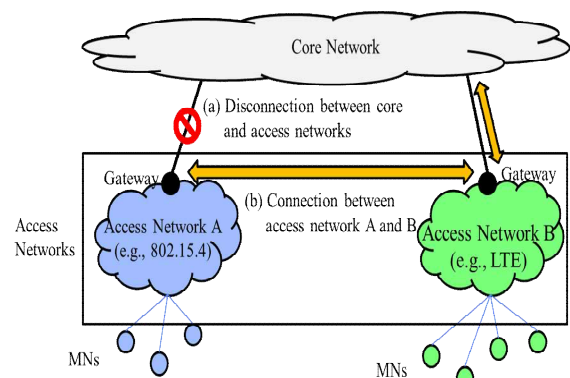 Core Network
(a) Disconnection between core
and access networks
Gateway
Gateway
(b) Connection between
access network A and B
Access
Networks
Access Network A
(e.g., 802.15.4)
Access Network B
(e.g., LTE)
MNs
MNs